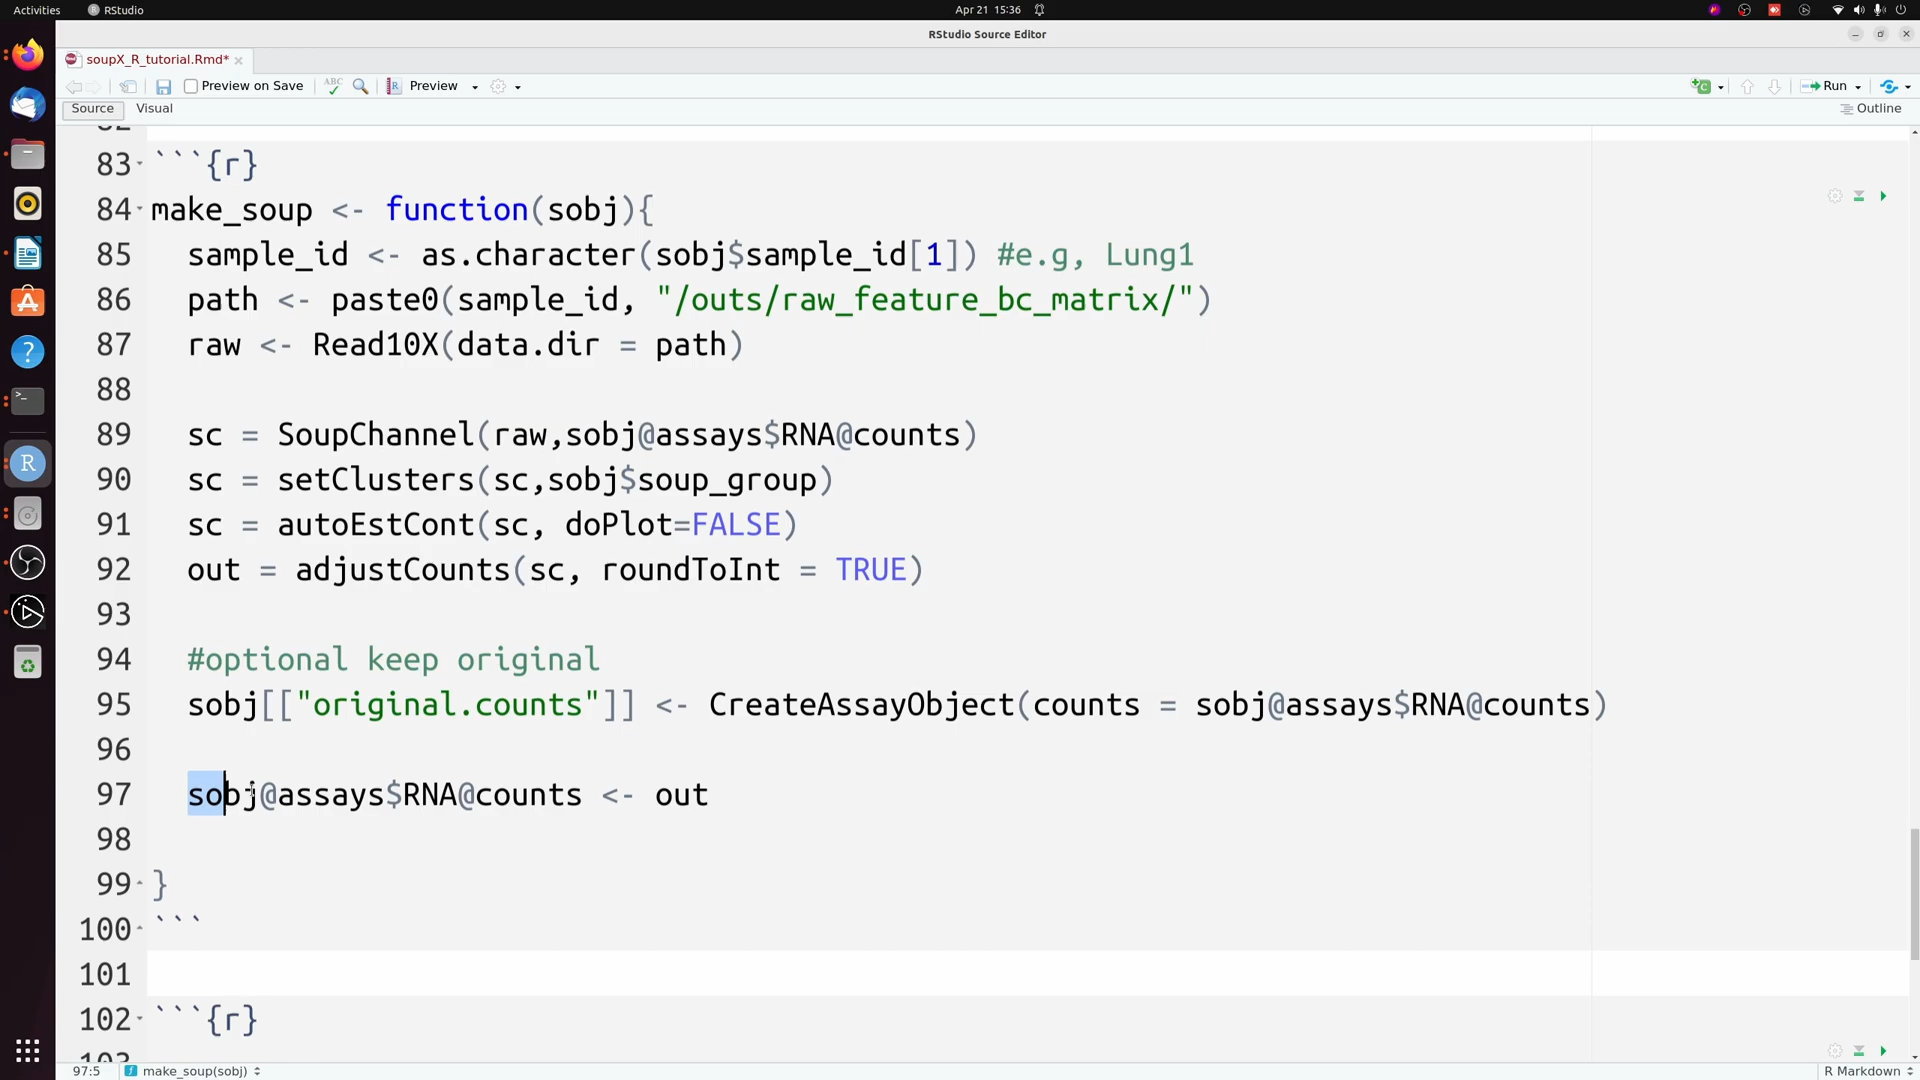 Activities
RStudio
Apr 21 15:36
RStudio Source Editor
soupX_R_tutorial.Rmd*
Preview on Save
ABC
Preview
Run
Source
Visual
Outline
83 ```{r}
84 make_soup <- function(sobj){
85 sample_id <- as.character(sobj$sample_id[1]) #e.g, Lung1
86 path <- paste0(sample_id, "/outs/raw_feature_bc_matrix/")
87 raw <- Read10X(data.dir = path)
88
89 sc = SoupChannel(raw,sobj@assays$RNA@counts)
90 sc = setClusters(sc,sobj$soup_group)
91 sc = autoEstCont(sc, doPlot=FALSE)
92 out = adjustCounts(sc, roundToInt = TRUE)
93
94 #optional keep original
95 sobj[["original.counts"]] <- CreateAssayObject(counts = sobj@assays$RNA@counts)
96
97 sobj@assays$RNA@counts <- out
98
99 }
100 ```
101
102 ```{r}
97:5
make_soup(sobj)
R Markdown